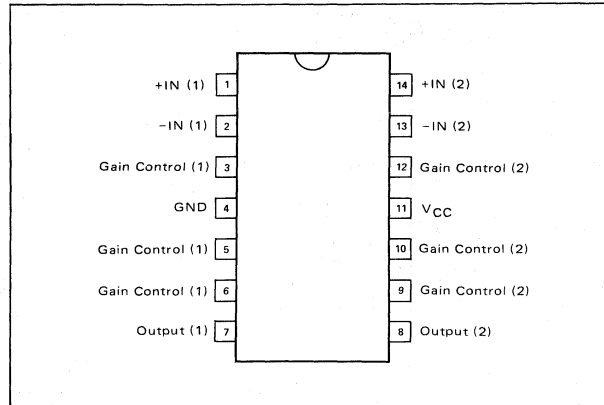 +IN (1) 1
−IN (1) 2
Gain Control (1) 3
GND 4
Gain Control (1) 5
Gain Control (1) 6
Output (1) 7
14 +IN (2)
13 −IN (2)
12 Gain Control (2)
11 VCC
10 Gain Control (2)
9 Gain Control (2)
8 Output (2)